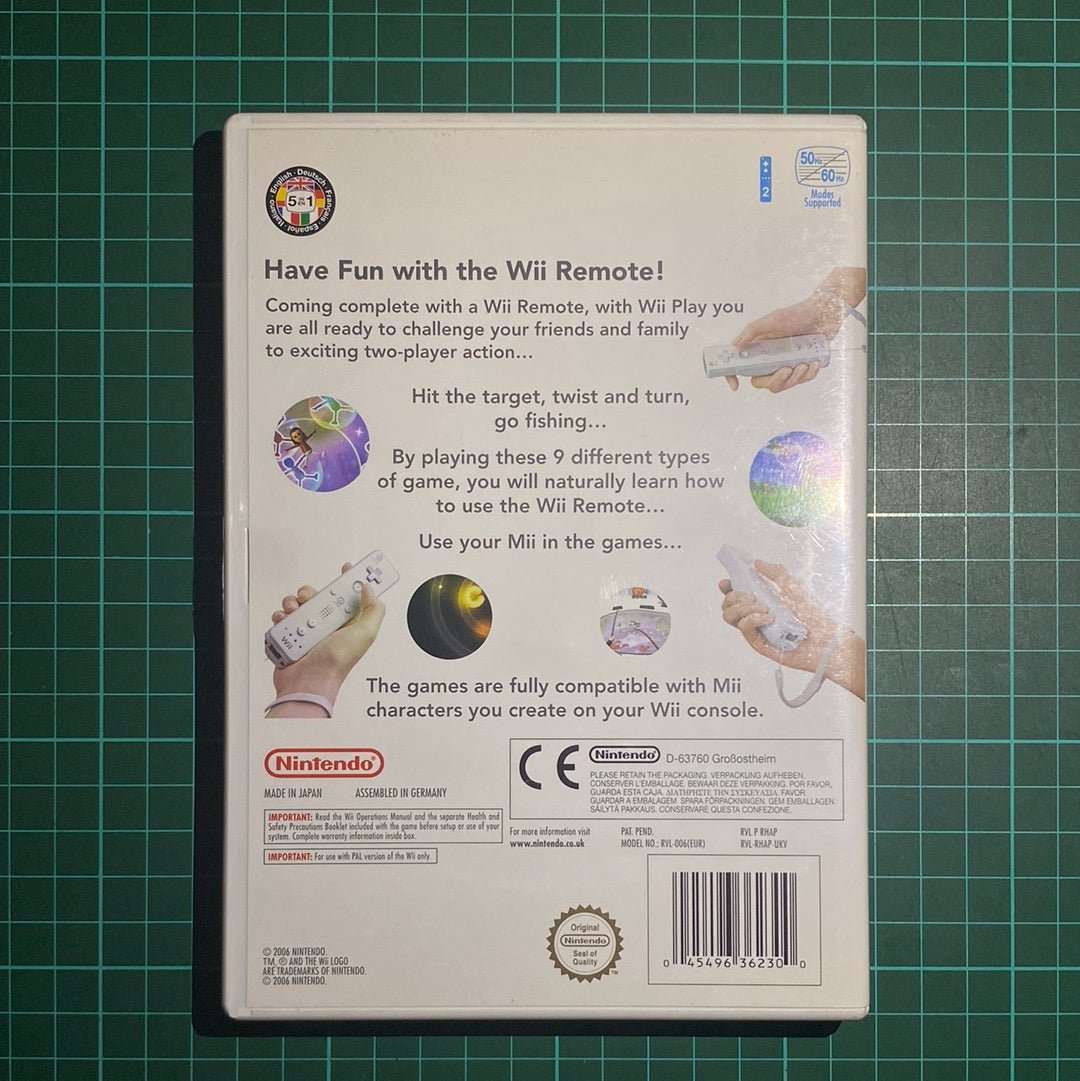 English · Deutsch · Français · Español · Italiano
5 IN EN 1
2
50Hz
60Hz
Modes
Supported
Have Fun with the Wii Remote!
Coming complete with a Wii Remote, with Wii Play you
are all ready to challenge your friends and family
to exciting two-player action...
Hit the target, twist and turn,
go fishing...
By playing these 9 different types
of game, you will naturally learn how
to use the Wii Remote...
Use your Mii in the games...
Wii
The games are fully compatible with Mii
characters you create on your Wii console.
Nintendo®
MADE IN JAPAN ASSEMBLED IN GERMANY
IMPORTANT: Read the Wii Operations Manual and the separate Health and
Safety Precautions Booklet included with the game before setup or use of your
system. Complete warranty information inside box.
IMPORTANT: For use with PAL version of the Wii only.
CE Nintendo® D-63760 Großostheim
PLEASE RETAIN THE PACKAGING. VERPACKUNG AUFHEBEN.
CONSERVER L'EMBALLAGE. BEWAAR DEZE VERPAKKING. POR FAVOR,
GUARDA ESTA CAJA. ΔΙΑΤΗΡΗΣΤΕ ΤΗΝ ΣΥΣΚΕΥΑΣΙΑ. FAVOR
GUARDAR A EMBALAGEM. SPARA FÖRPACKNINGEN. GEM EMBALLAGEN.
SÄILYTÄ PAKKAUS. CONSERVARE QUESTA CONFEZIONE.
For more information visit
www.nintendo.co.uk
PAT. PEND.
MODEL NO.: RVL-006(EUR)
RVL P RHAP
RVL-RHAP-UKV
Original
Nintendo
Seal of
Quality
TM
0 45496 36230 0
© 2006 NINTENDO.
TM, ® AND THE Wii LOGO
ARE TRADEMARKS OF NINTENDO.
© 2006 NINTENDO.